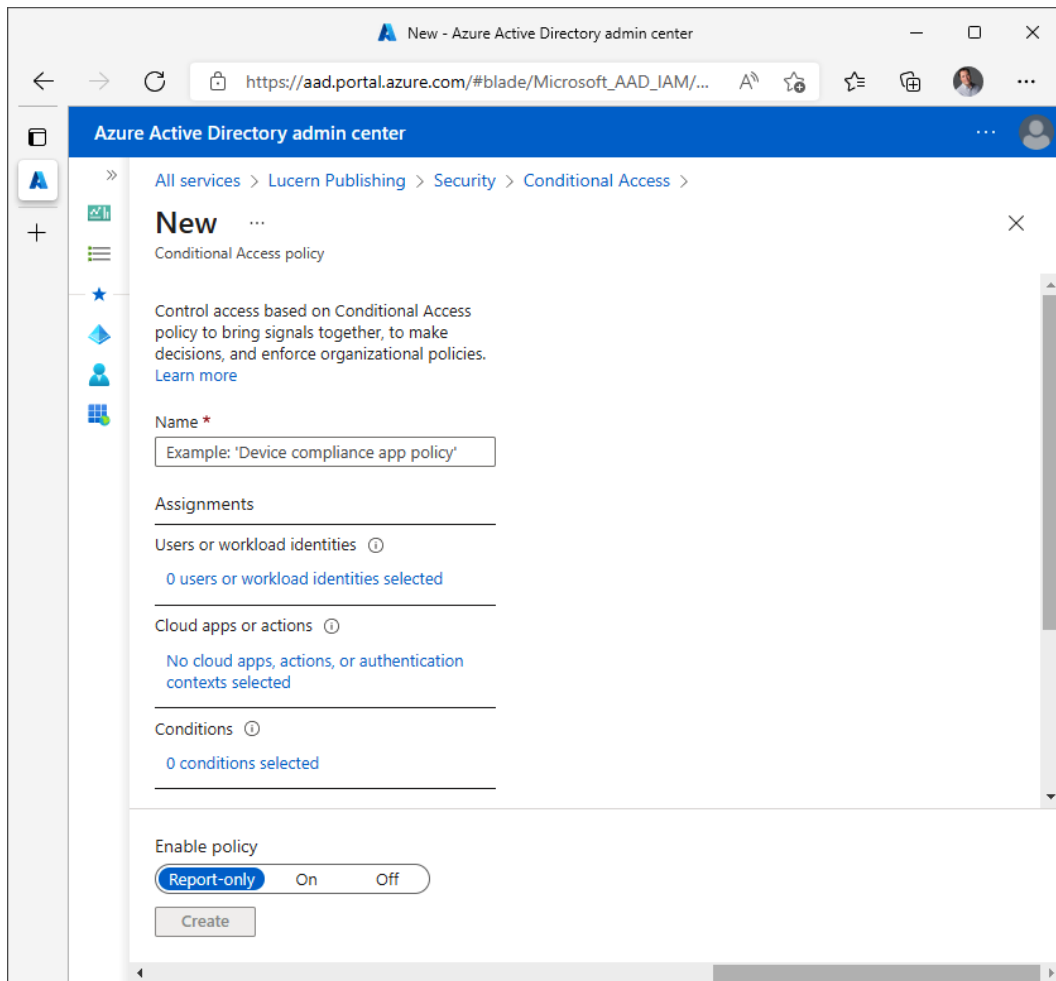 New - Azure Active Directory admin center
https://aad.portal.azure.com/#blade/Microsoft_AAD_IAM/...
Azure Active Directory admin center
All services > Lucern Publishing > Security > Conditional Access >
New ...
Conditional Access policy
Control access based on Conditional Access
policy to bring signals together, to make
decisions, and enforce organizational policies.
Learn more
Name *
Example: 'Device compliance app policy'
Assignments
Users or workload identities
0 users or workload identities selected
Cloud apps or actions
No cloud apps, actions, or authentication
contexts selected
Conditions
0 conditions selected
Enable policy
Report-only On Off
Create